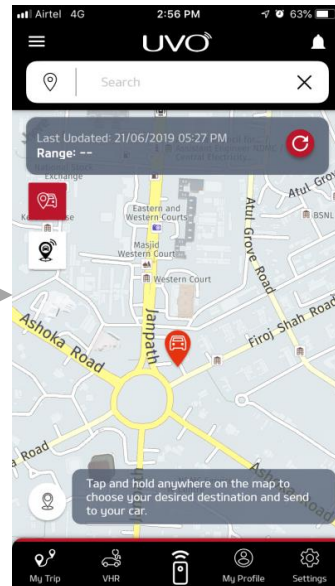 Airtel 4G 2:56 PM 63%
UVO
Search
Last Updated: 21/06/2019 05:27 PM
Range: --
Exchange
Atul Grov
BSNL
Eastern and
Western Courts
Masjid
Western Court
Western Court
Atul Grove Road
Janpath
Ashoka Road
Firoj Shah Road
Road
Tap and hold anywhere on the map to
choose your desired destination and send
to your car.
My Trip VHR My Profile Settings